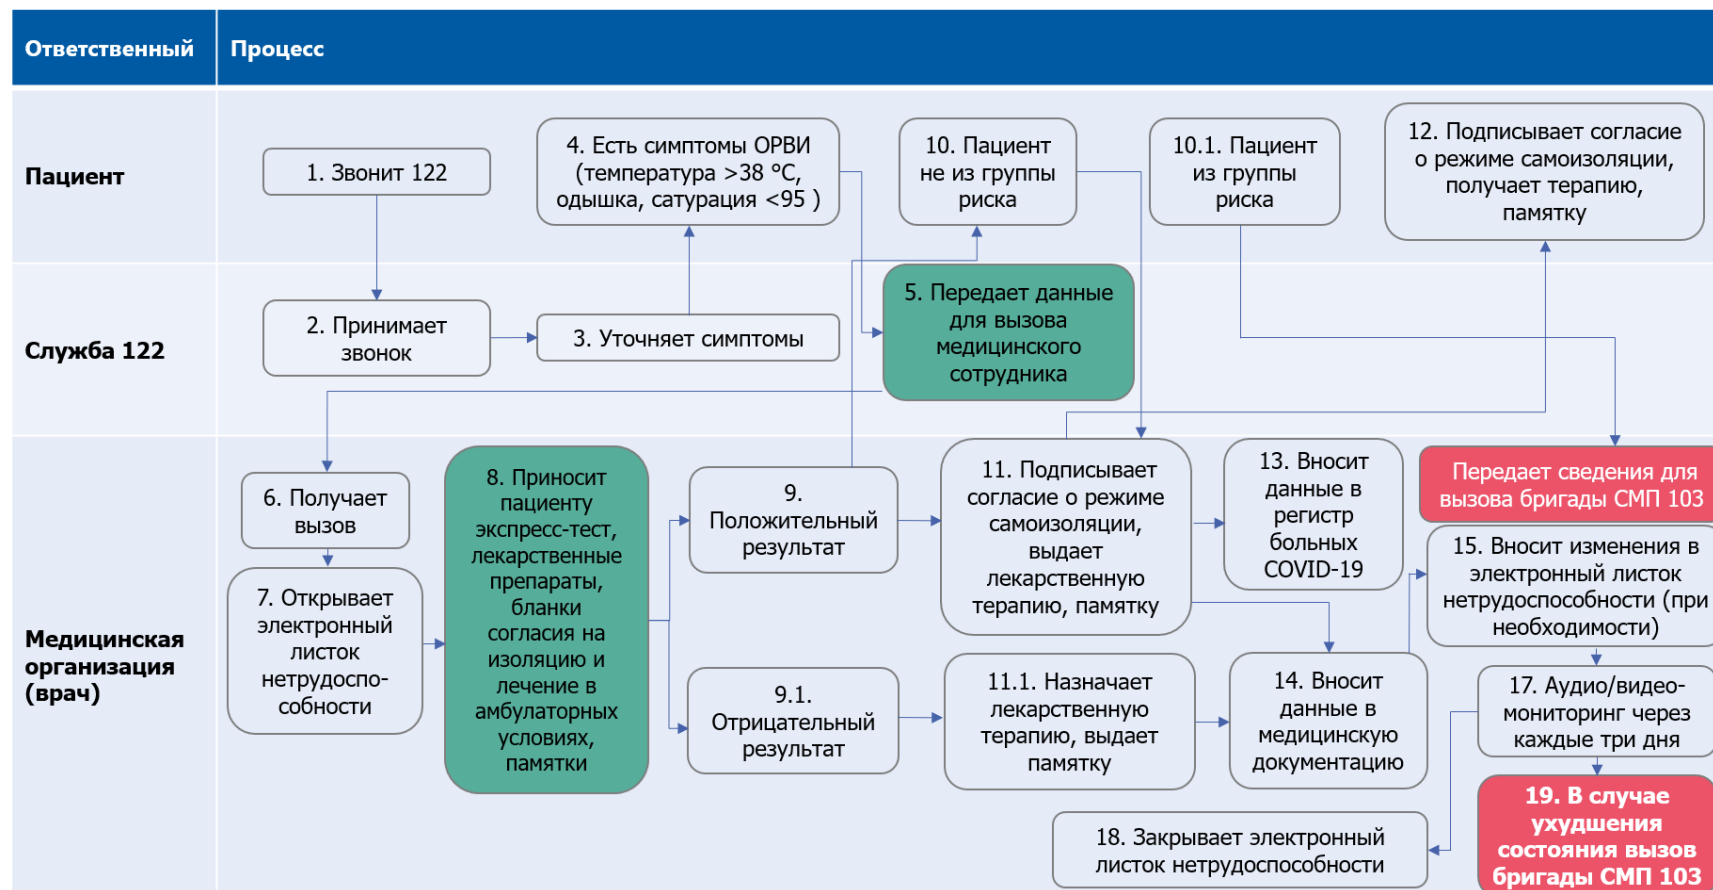 Ответственный
Процесс
Пациент
1. Звонит 122
4. Есть симптомы ОРВИ
(температура >38 °С,
одышка, сатурация <95 )
10. Пациент
не из группы
риска
10.1. Пациент
из группы
риска
12. Подписывает согласие
о режиме самоизоляции,
получает терапию,
памятку
Служба 122
2. Принимает
звонок
3. Уточняет симптомы
5. Передает данные
для вызова
медицинского
сотрудника
Медицинская
организация
(врач)
6. Получает
вызов
7. Открывает
электронный
листок
нетрудоспо-
собности
8. Приносит
пациенту
экспресс-тест,
лекарственные
препараты,
бланки
согласия на
изоляцию и
лечение в
амбулаторных
условиях,
памятки
9.
Положительный
результат
9.1.
Отрицательный
результат
11. Подписывает
согласие о режиме
самоизоляции,
выдает
лекарственную
терапию, памятку
11.1. Назначает
лекарственную
терапию, выдает
памятку
13. Вносит
данные в
регистр
больных
COVID-19
14. Вносит
данные в
медицинскую
документацию
Передает сведения для
вызова бригады СМП 103
15. Вносит изменения в
электронный листок
нетрудоспособности (при
необходимости)
17. Аудио/видео-
мониторинг через
каждые три дня
18. Закрывает электронный
листок нетрудоспособности
19. В случае
ухудшения
состояния вызов
бригады СМП 103